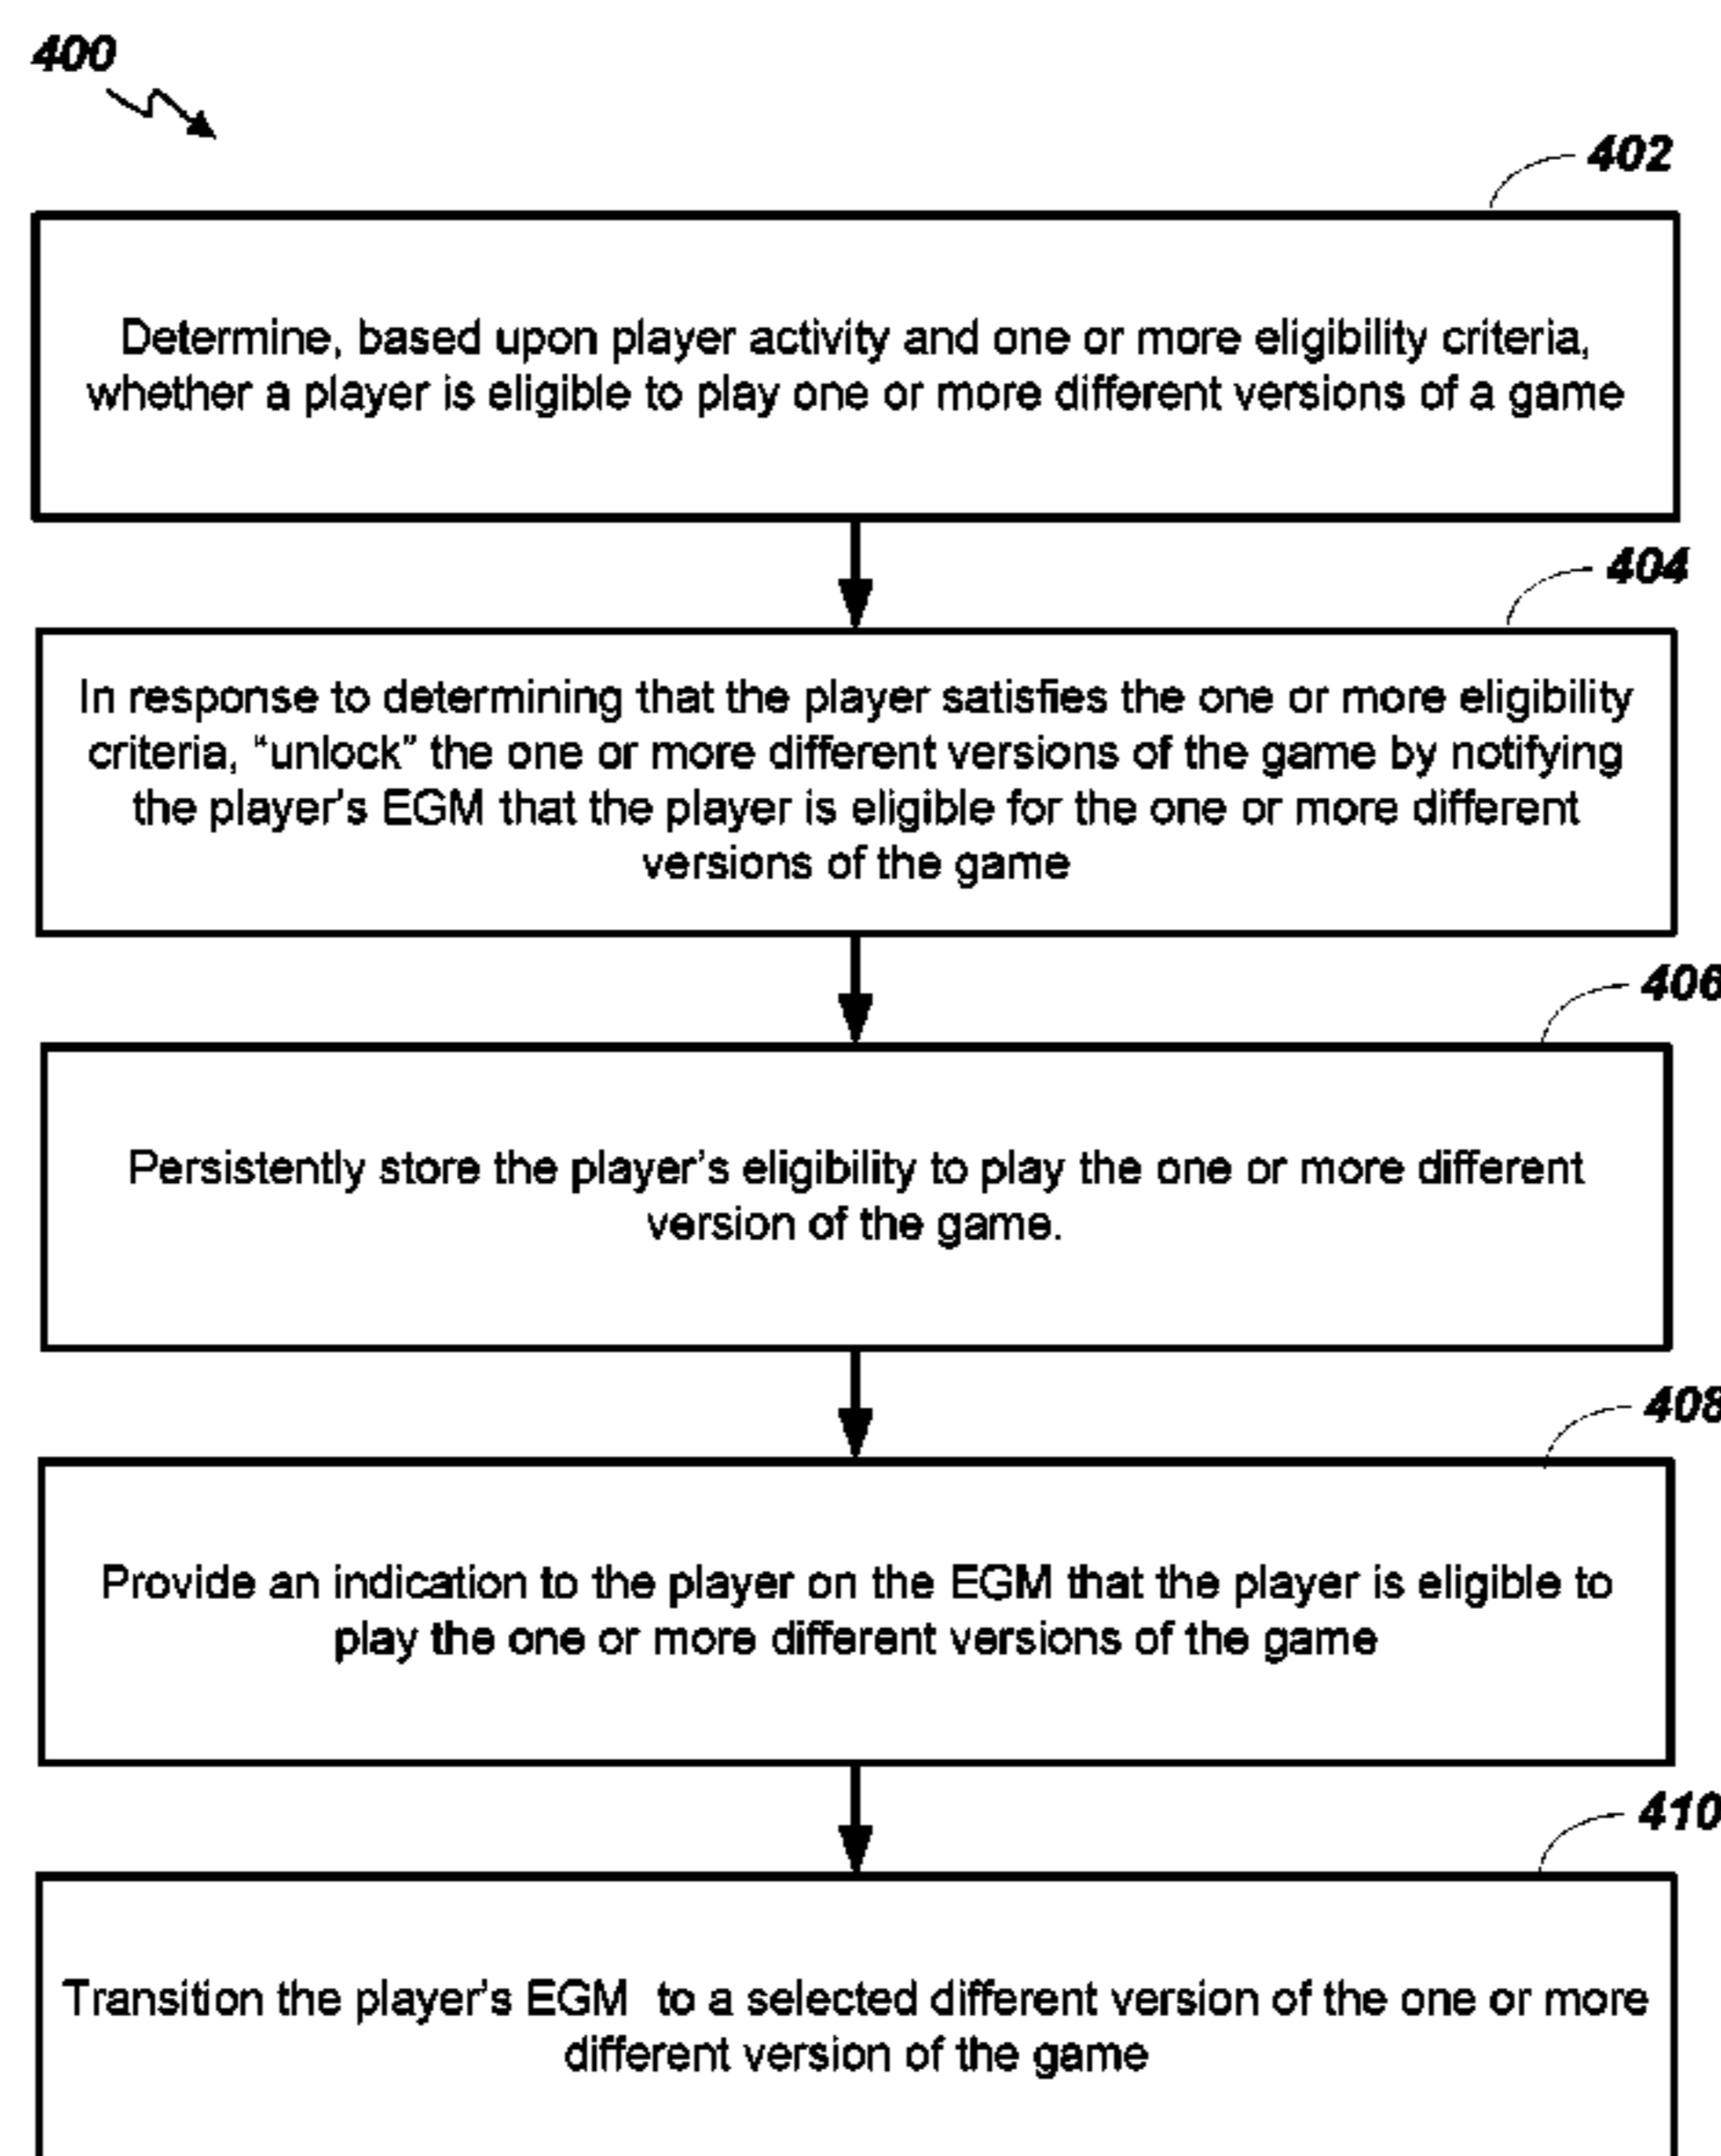 400
402
Determine, based upon player activity and one or more eligibility criteria,
whether a player is eligible to play one or more different versions of a game
404
In response to determining that the player satisfies the one or more eligibility
criteria, “unlock” the one or more different versions of the game by notifying
the player’s EGM that the player is eligible for the one or more different
versions of the game
406
Persistently store the player’s eligibility to play the one or more different
version of the game.
408
Provide an indication to the player on the EGM that the player is eligible to
play the one or more different versions of the game
410
Transition the player’s EGM to a selected different version of the one or more
different version of the game